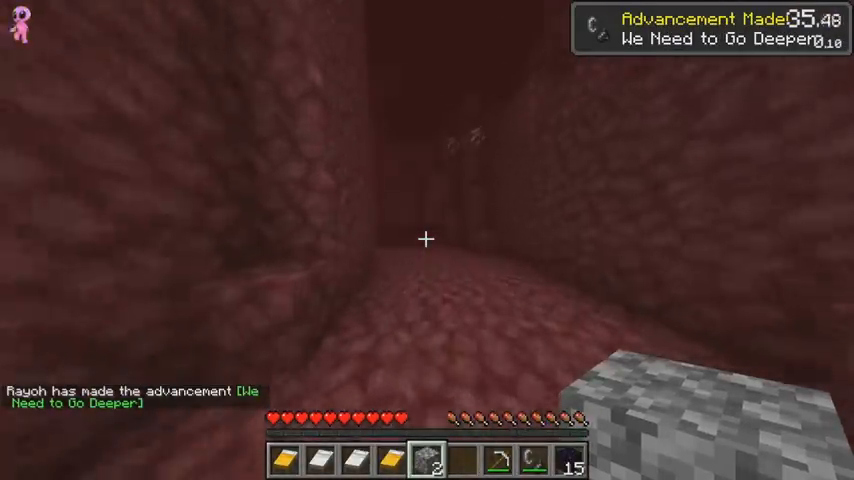 Advancement Made
35.48
We Need to Go Deeper
0.10
Rayoh has made the advancement [We
Need to Go Deeper]
2
15